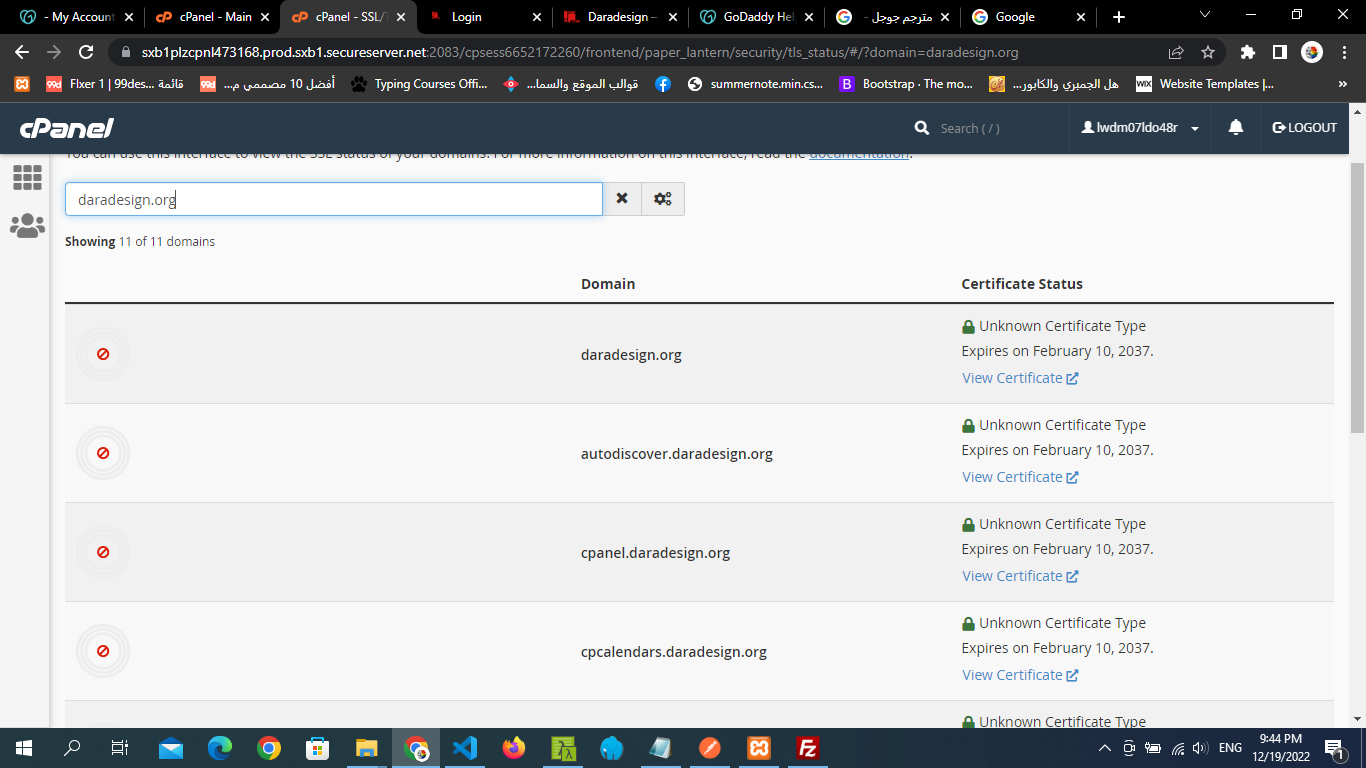 - My Account
cPanel - Main
cPanel - SSL/T
Login
Daradesign –
GoDaddy Hel
مترجم جوجل -
Google
sxb1plzcpnl473168.prod.sxb1.secureserver.net:2083/cpsess6652172260/frontend/paper_lantern/security/tls_status/#/?domain=daradesign.org
قائمة Flxer 1 | 99des...
أفضل 10 مصممي م...
Typing Courses Offi...
قوالب الموقع والسما...
summernote.min.cs...
Bootstrap · The mo...
هل الجمبري والكابور...
Website Templates |...
cPanel
Search ( / )
lwdm07ldo48r
LOGOUT
You can use this interface to view the SSL status of your domains. For more information on this interface, read the documentation.
daradesign.org
Showing 11 of 11 domains
Domain
Certificate Status
daradesign.org
Unknown Certificate Type
Expires on February 10, 2037.
View Certificate
autodiscover.daradesign.org
Unknown Certificate Type
Expires on February 10, 2037.
View Certificate
cpanel.daradesign.org
Unknown Certificate Type
Expires on February 10, 2037.
View Certificate
cpcalendars.daradesign.org
Unknown Certificate Type
Expires on February 10, 2037.
View Certificate
Unknown Certificate Type
ENG
9:44 PM
12/19/2022
1